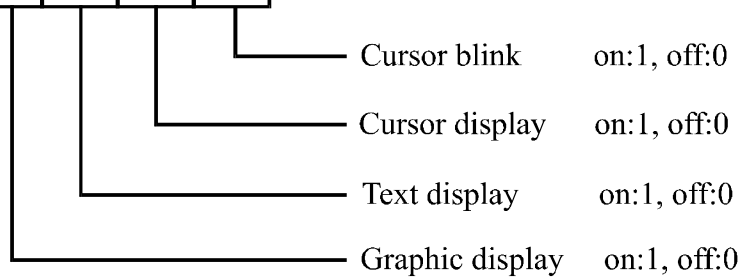 Cursor blink on:1, off:0
Cursor display on:1, off:0
Text display on:1, off:0
Graphic display on:1, off:0